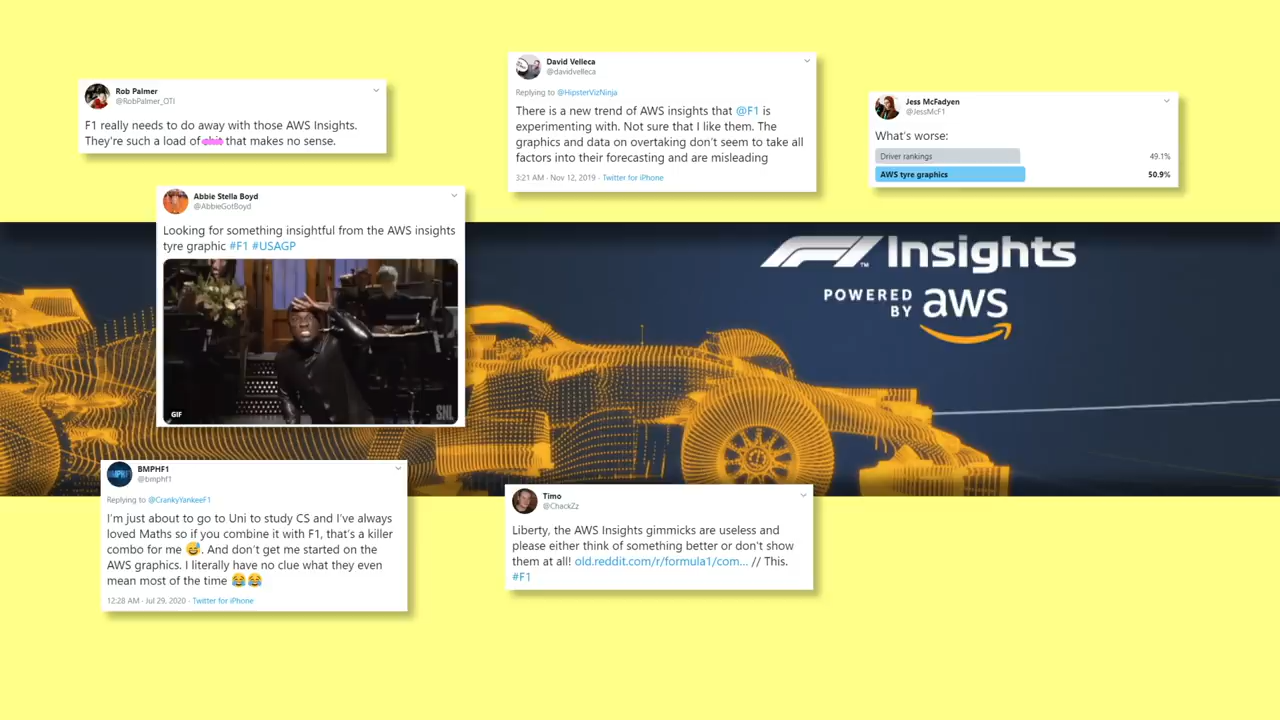 Rob Palmer
@RobPalmer_OTI
F1 really needs to do away with those AWS Insights.
They're such a load of shit that makes no sense.
David Velleca
@davidvelleca
Replying to @HipsterVizNinja
There is a new trend of AWS insights that @F1 is
experimenting with. Not sure that I like them. The
graphics and data on overtaking don't seem to take all
factors into their forecasting and are misleading
3:21 AM · Nov 12, 2019 · Twitter for iPhone
Jess McFadyen
@JessMcF1
What's worse:
Driver rankings 49.1%
AWS tyre graphics 50.9%
Abbie Stella Boyd
@AbbieGotBoyd
Looking for something insightful from the AWS insights
tyre graphic #F1 #USAGP
GIF
SNL
F1 Insights
POWERED
BY aws
BMPHF1
@bmphf1
Replying to @CrankyYankeeF1
I'm just about to go to Uni to study CS and I've always
loved Maths so if you combine it with F1, that's a killer
combo for me 😅. And don't get me started on the
AWS graphics. I literally have no clue what they even
mean most of the time 😂😂
12:28 AM · Jul 29, 2020 · Twitter for iPhone
Timo
@ChackZz
Liberty, the AWS Insights gimmicks are useless and
please either think of something better or don't show
them at all! old.reddit.com/r/formula1/com... // This.
#F1